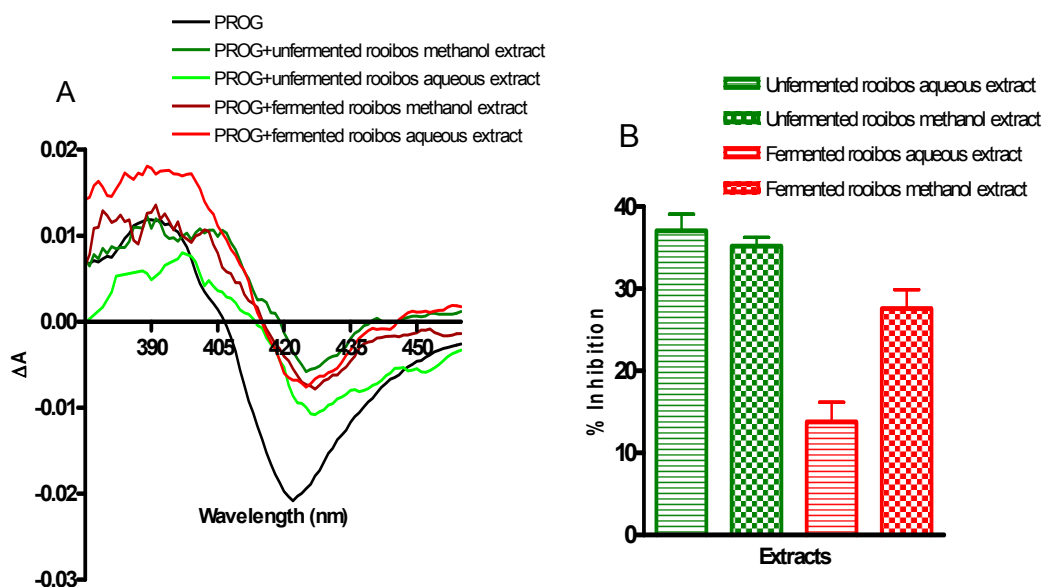 PROG
PROG+unfermented rooibos methanol extract
PROG+unfermented rooibos aqueous extract
PROG+fermented rooibos methanol extract
PROG+fermented rooibos aqueous extract
A
0.02
0.01
0.00
-0.01
-0.02
-0.03
ΔA
390 405 420 435 450
Wavelength (nm)
Unfermented rooibos aqueous extract
Unfermented rooibos methanol extract
Fermented rooibos aqueous extract
Fermented rooibos methanol extract
B
40
30
20
10
0
% Inhibition
Extracts